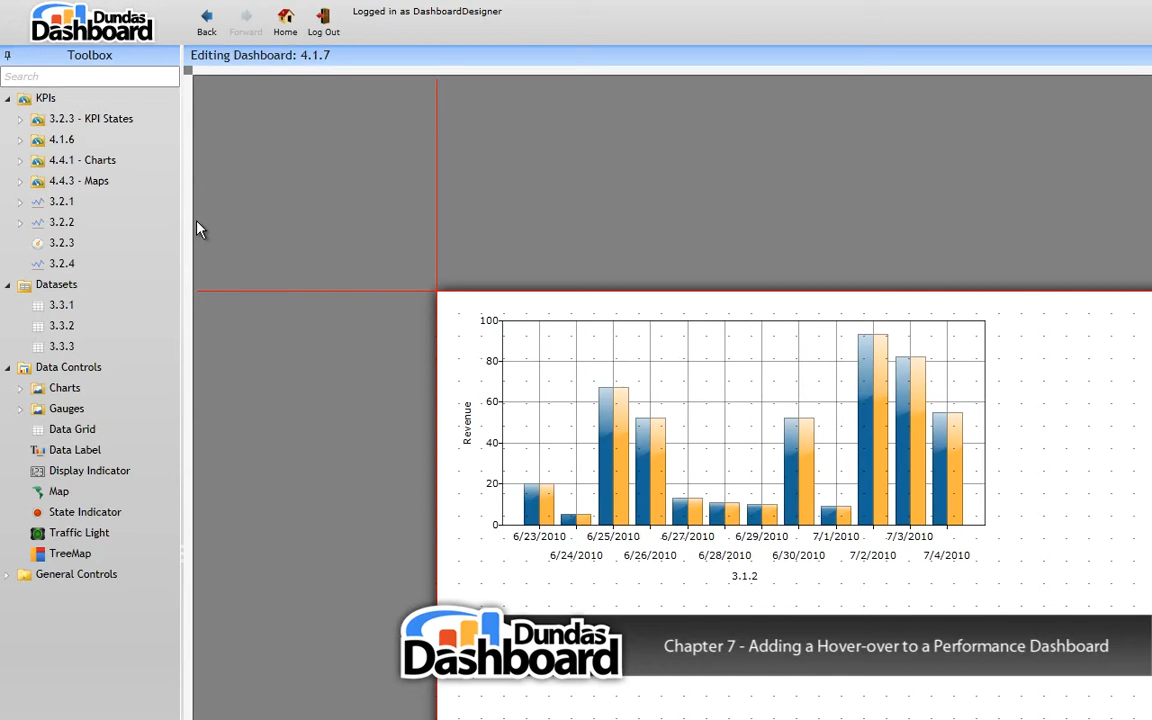 Dundas
Dashboard
Back
Forward
Home
Log Out
Logged in as DashboardDesigner
Toolbox
Editing Dashboard: 4.1.7
Search
KPIs
3.2.3 - KPI States
4.1.6
4.4.1 - Charts
4.4.3 - Maps
3.2.1
3.2.2
3.2.3
3.2.4
Datasets
3.3.1
3.3.2
3.3.3
Data Controls
Charts
Gauges
Data Grid
Data Label
Display Indicator
Map
State Indicator
Traffic Light
TreeMap
General Controls
100
80
60
40
20
0
Revenue
6/23/2010 6/25/2010 6/27/2010 6/29/2010 7/1/2010 7/3/2010
6/24/2010 6/26/2010 6/28/2010 6/30/2010 7/2/2010 7/4/2010
3.1.2
Dundas
Dashboard
Chapter 7 - Adding a Hover-over to a Performance Dashboard